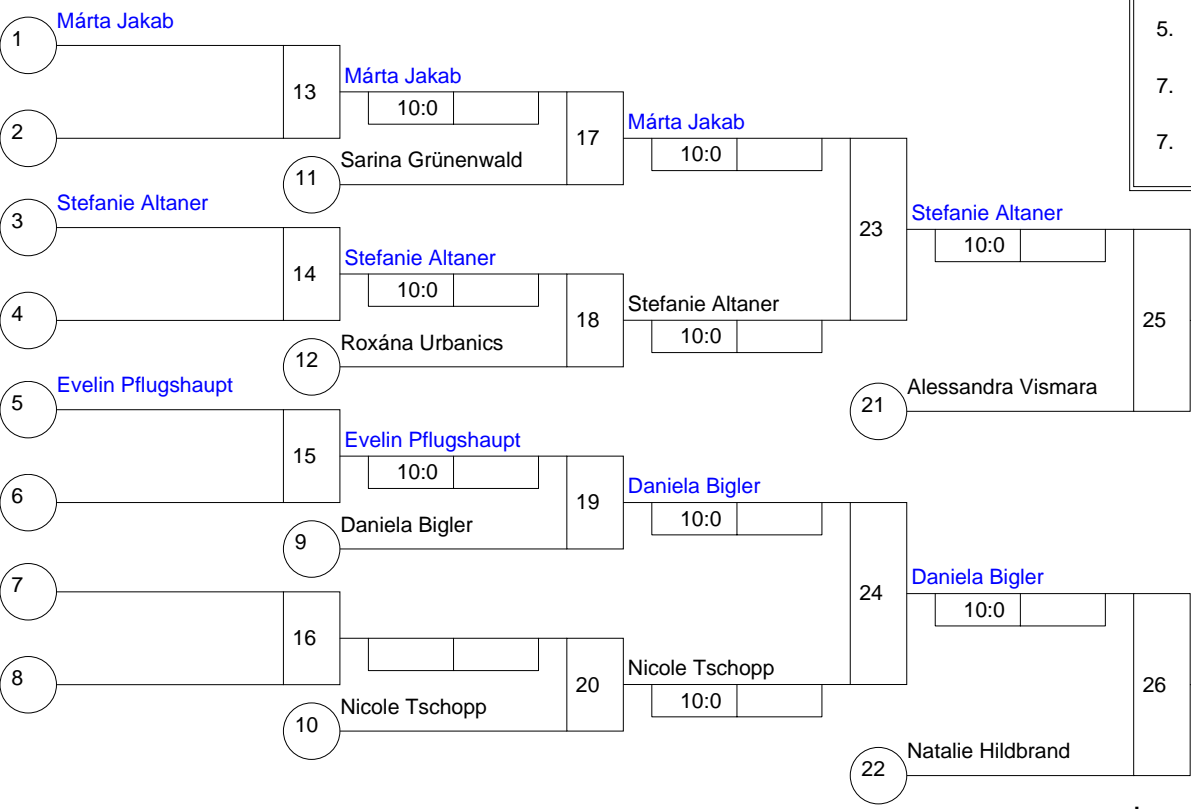 1
Márta Jakab
5.
13
Márta Jakab
7.
10:0
2
17
Márta Jakab
7.
10:0
11
Sarina Grünenwald
3
Stefanie Altaner
23
Stefanie Altaner
10:0
14
Stefanie Altaner
10:0
4
18
Stefanie Altaner
25
10:0
12
Roxána Urbanics
5
Evelin Pflugshaupt
21
Alessandra Vismara
15
Evelin Pflugshaupt
10:0
6
19
Daniela Bigler
10:0
9
Daniela Bigler
7
24
Daniela Bigler
10:0
16
8
20
Nicole Tschopp
26
10:0
10
Nicole Tschopp
22
Natalie Hildbrand